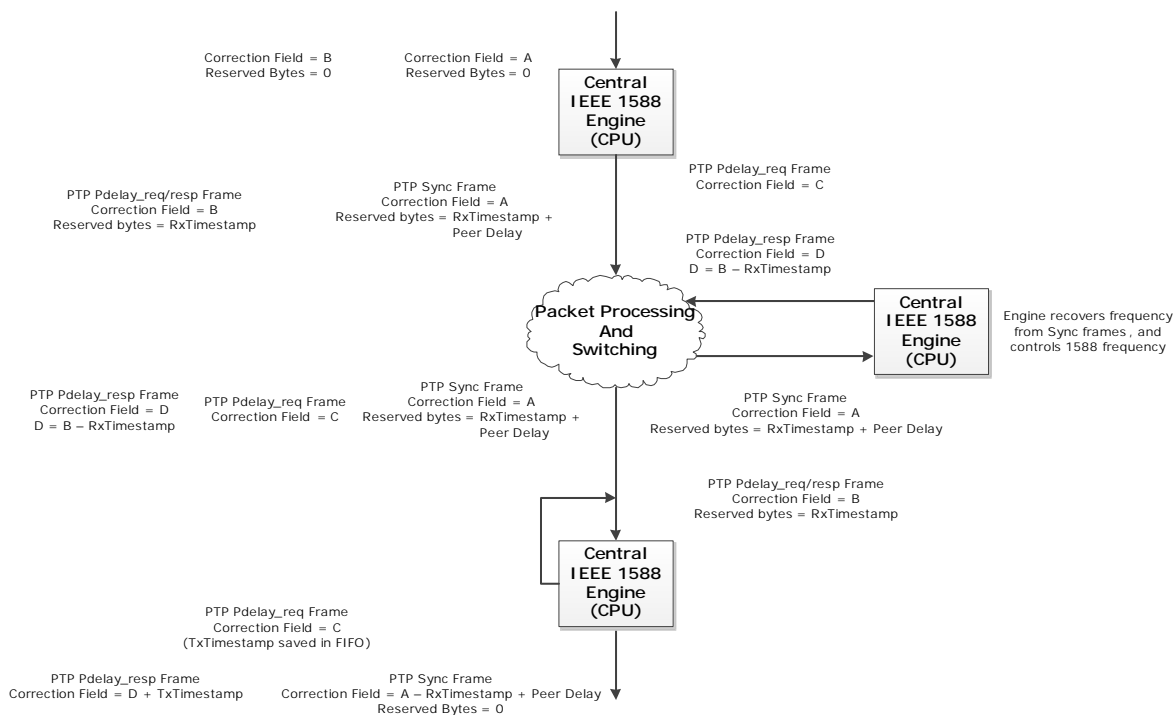 Correction Field = B
Reserved Bytes = 0
Correction Field = A
Reserved Bytes = 0
Central
IEEE 1588
Engine
(CPU)
PTP Pdelay_req Frame
Correction Field = C
PTP Pdelay_req/resp Frame
Correction Field = B
Reserved bytes = RxTimestamp
PTP Sync Frame
Correction Field = A
Reserved bytes = RxTimestamp +
Peer Delay
PTP Pdelay_resp Frame
Correction Field = D
D = B – RxTimestamp
Packet Processing
And
Switching
Central
IEEE 1588
Engine
(CPU)
Engine recovers frequency
from Sync frames, and
controls 1588 frequency
PTP Pdelay_resp Frame
Correction Field = D
D = B – RxTimestamp
PTP Pdelay_req Frame
Correction Field = C
PTP Sync Frame
Correction Field = A
Reserved bytes = RxTimestamp +
Peer Delay
PTP Sync Frame
Correction Field = A
Reserved bytes = RxTimestamp + Peer Delay
PTP Pdelay_req/resp Frame
Correction Field = B
Reserved bytes = RxTimestamp
Central
IEEE 1588
Engine
(CPU)
PTP Pdelay_req Frame
Correction Field = C
(TxTimestamp saved in FIFO)
PTP Pdelay_resp Frame
Correction Field = D + TxTimestamp
PTP Sync Frame
Correction Field = A – RxTimestamp + Peer Delay
Reserved Bytes = 0